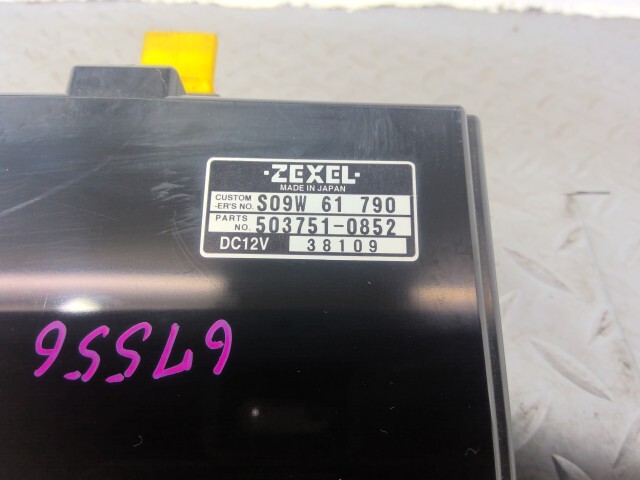 ·ZEXEL·
MADE IN JAPAN
CUSTOM -ER'S NO. S09W 61 790
PARTS NO. 503751-0852
DC12V 38109
67556